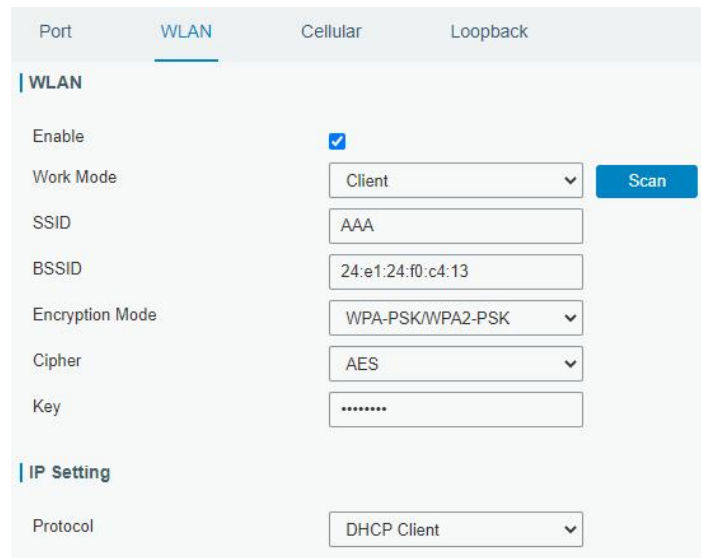 Port WLAN Cellular Loopback
WLAN
Enable
Work Mode Client Scan
SSID AAA
BSSID 24:e1:24:f0:c4:13
Encryption Mode WPA-PSK/WPA2-PSK
Cipher AES
Key ••••••••
IP Setting
Protocol DHCP Client